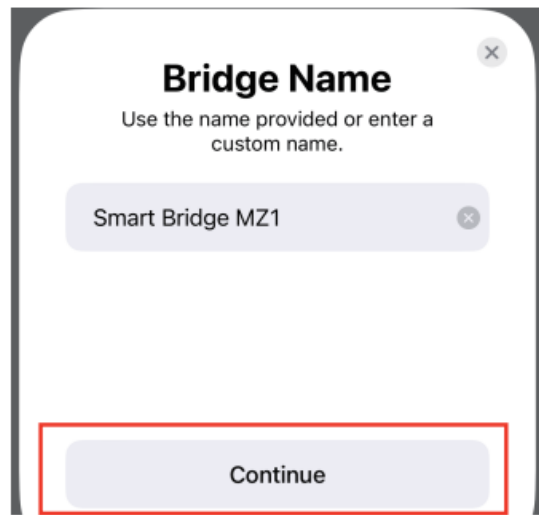 Bridge Name
Use the name provided or enter a
custom name.
Smart Bridge MZ1
Continue